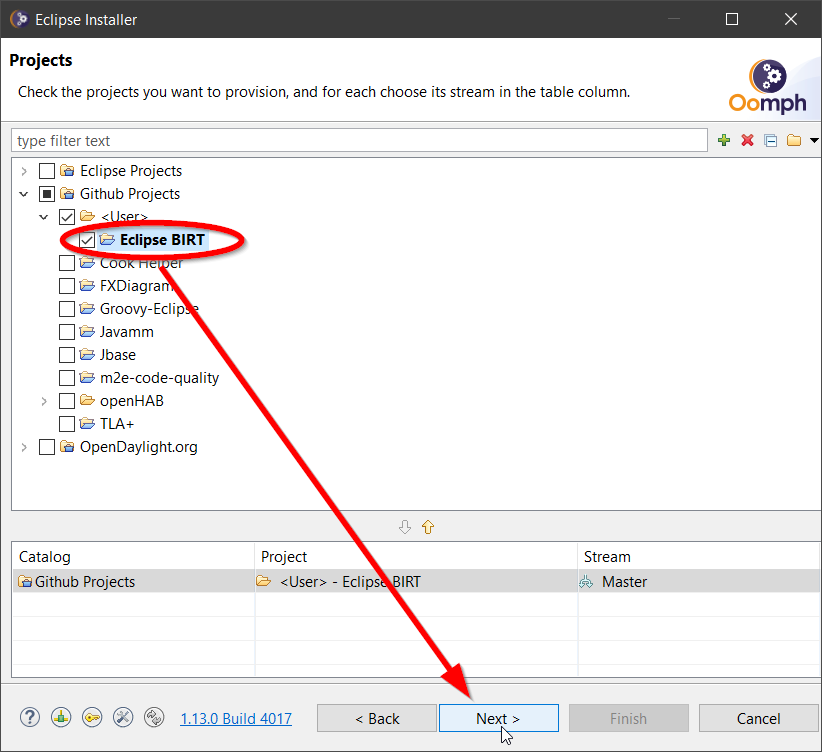 Eclipse Installer
Projects
Check the projects you want to provision, and for each choose its stream in the table column.
Oomph
type filter text
Eclipse Projects
Github Projects
<User>
Eclipse BIRT
Cook Helper
FXDiagram
Groovy-Eclipse
Javamm
Jbase
m2e-code-quality
openHAB
TLA+
OpenDaylight.org
Catalog Project Stream
Github Projects <User> - Eclipse BIRT Master
? 1.13.0 Build 4017 < Back Next > Finish Cancel